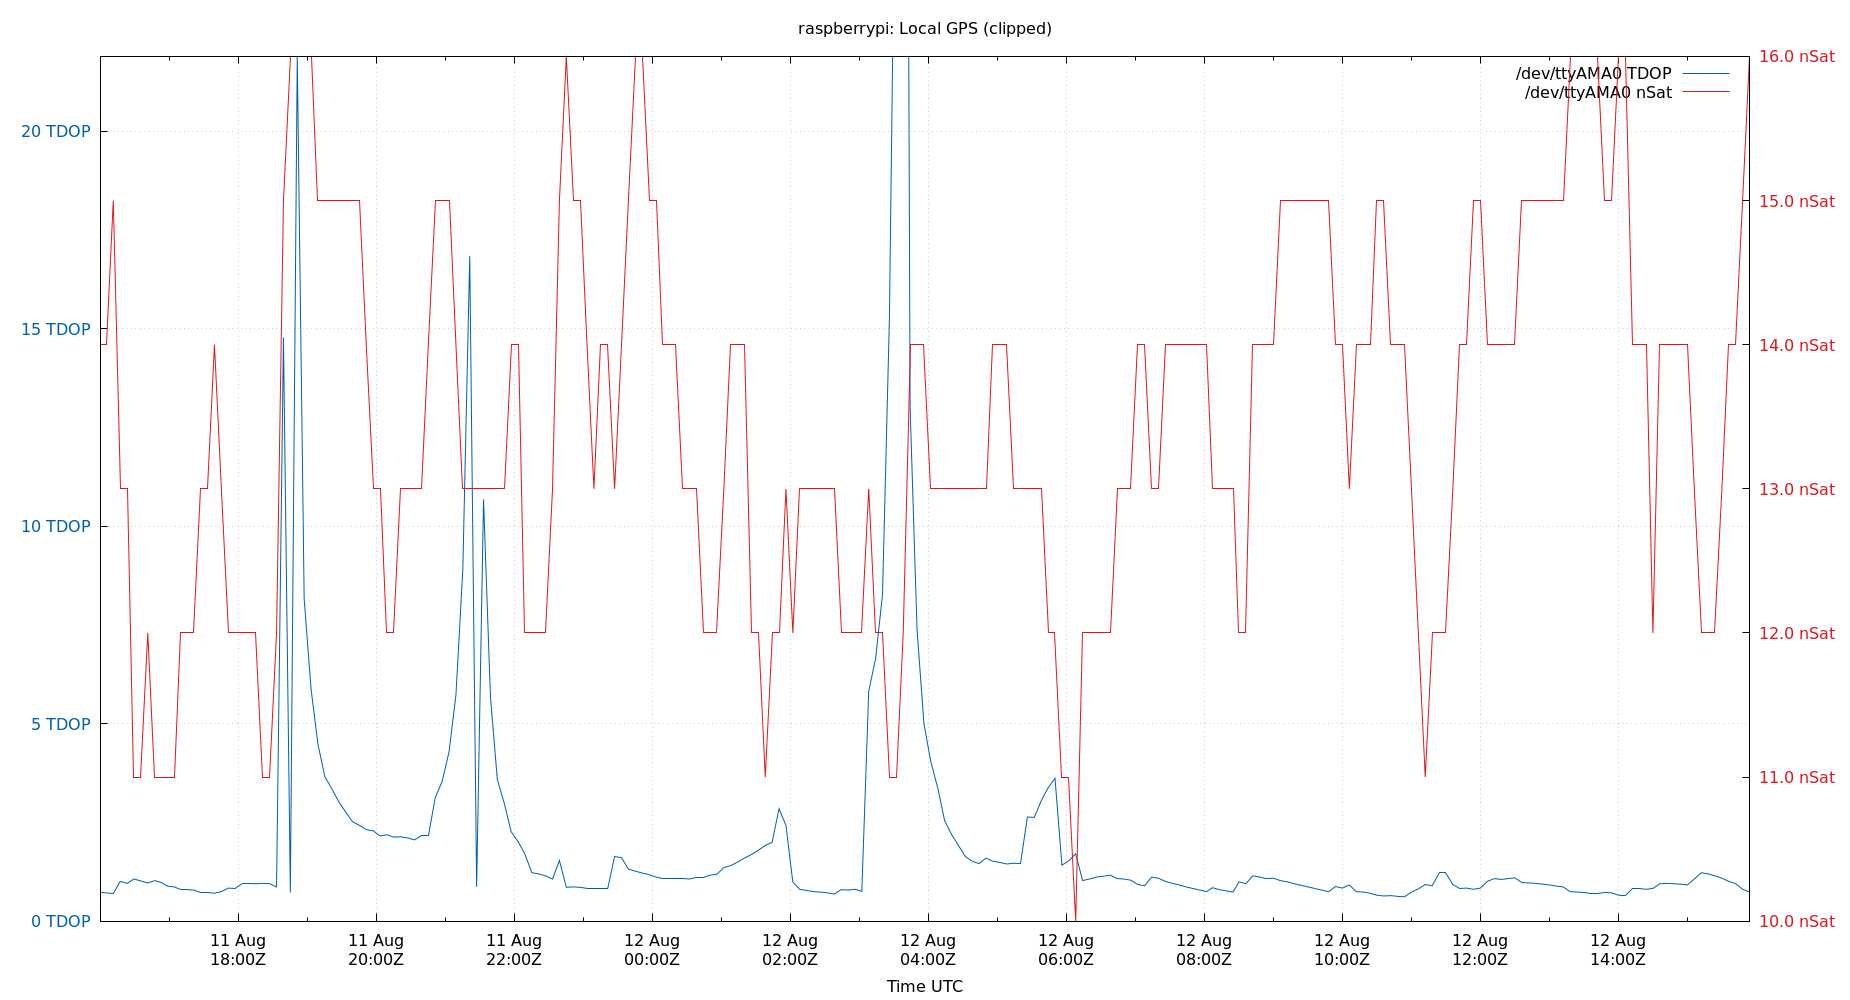 raspberrypi: Local GPS (clipped)
/dev/ttyAMA0 TDOP
/dev/ttyAMA0 nSat
20 TDOP
15 TDOP
10 TDOP
5 TDOP
0 TDOP
16.0 nSat
15.0 nSat
14.0 nSat
13.0 nSat
12.0 nSat
11.0 nSat
10.0 nSat
11 Aug 11 Aug 11 Aug 12 Aug 12 Aug 12 Aug 12 Aug 12 Aug 12 Aug 12 Aug 12 Aug
18:00Z 20:00Z 22:00Z 00:00Z 02:00Z 04:00Z 06:00Z 08:00Z 10:00Z 12:00Z 14:00Z
Time UTC